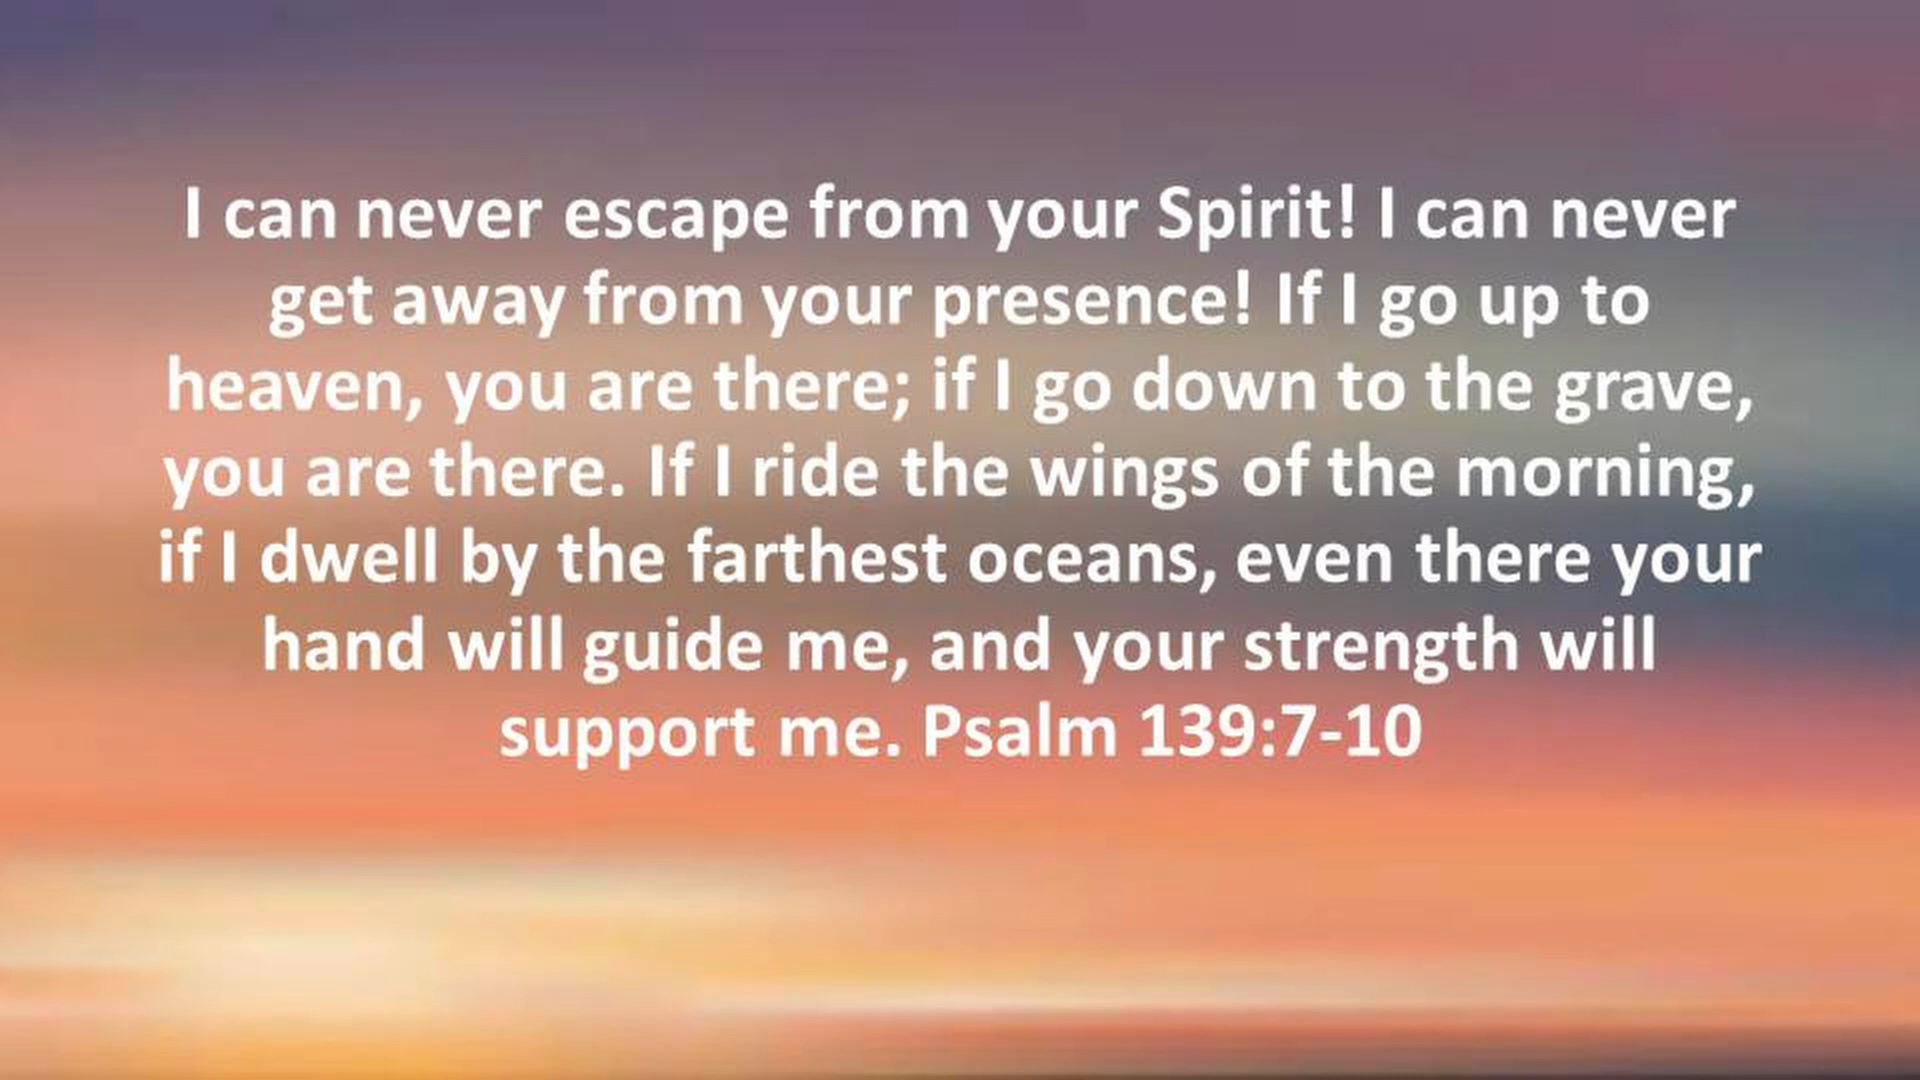 I can never escape from your Spirit! I can never
get away from your presence! If I go up to
heaven, you are there; if I go down to the grave,
you are there. If I ride the wings of the morning,
if I dwell by the farthest oceans, even there your
hand will guide me, and your strength will
support me. Psalm 139:7-10